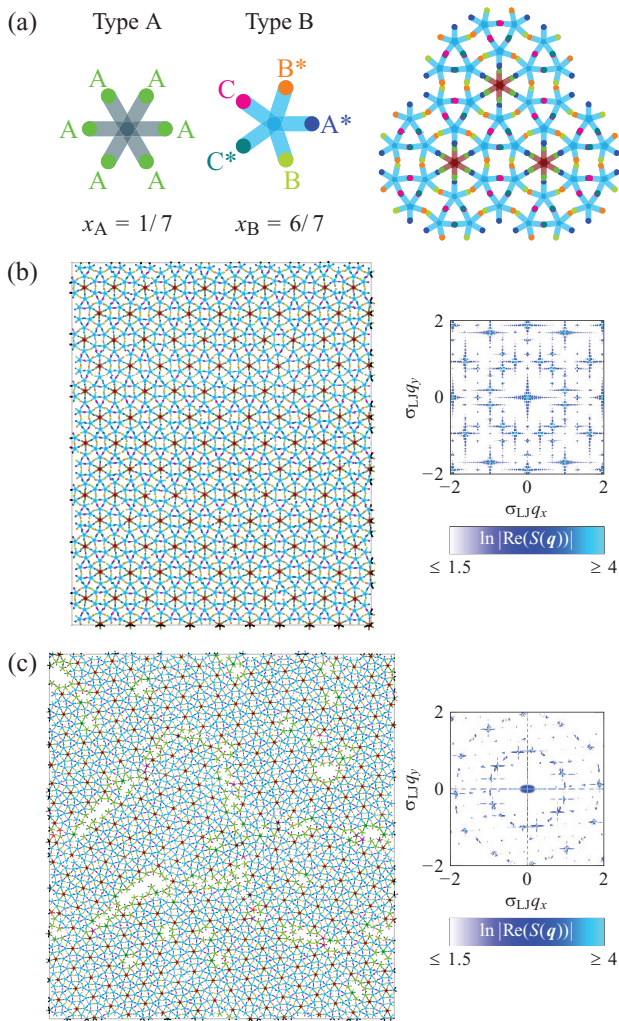 (a) Type A Type B
A A
A A
A A
C B*
A*
C* B
x_A = 1/7 x_B = 6/7
(b)
2
0
−2
σ_LJ q_y
−2 0 2
σ_LJ q_x
ln |Re(S(q))|
≤ 1.5 ≥ 4
(c)
2
0
−2
σ_LJ q_y
−2 0 2
σ_LJ q_x
ln |Re(S(q))|
≤ 1.5 ≥ 4